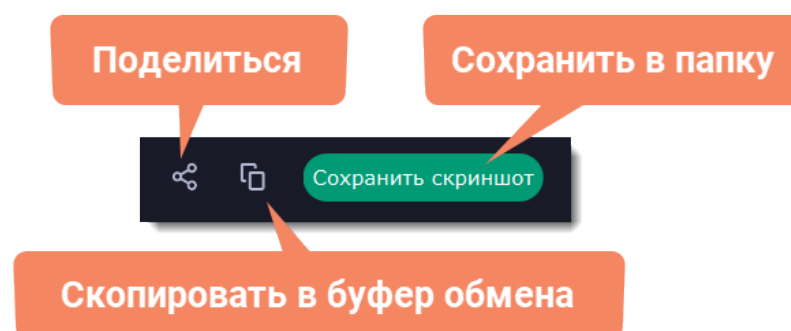 Поделиться
Сохранить в папку
Сохранить скриншот
Скопировать в буфер обмена